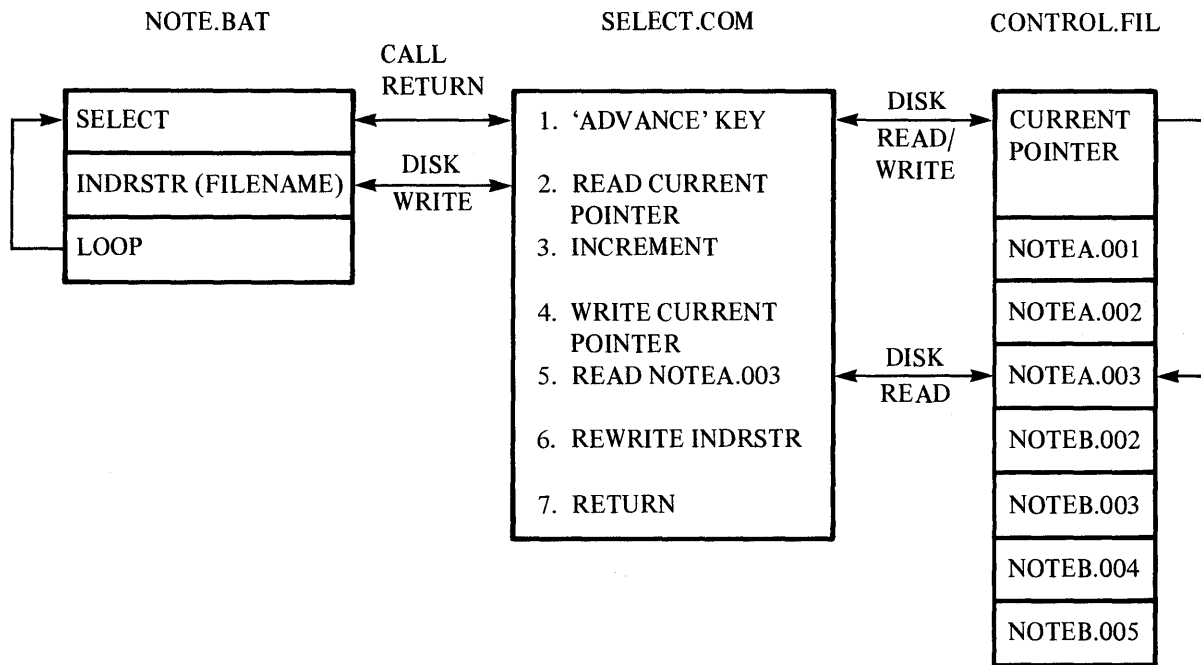 NOTE.BAT
SELECT.COM
CONTROL.FIL
CALL
RETURN
SELECT
INDRSTR (FILENAME)
LOOP
DISK
WRITE
1. ‘ADVANCE’ KEY
2. READ CURRENT
POINTER
3. INCREMENT
4. WRITE CURRENT
POINTER
5. READ NOTEA.003
6. REWRITE INDRSTR
7. RETURN
DISK
READ/
WRITE
DISK
READ
CURRENT
POINTER
NOTEA.001
NOTEA.002
NOTEA.003
NOTEB.002
NOTEB.003
NOTEB.004
NOTEB.005